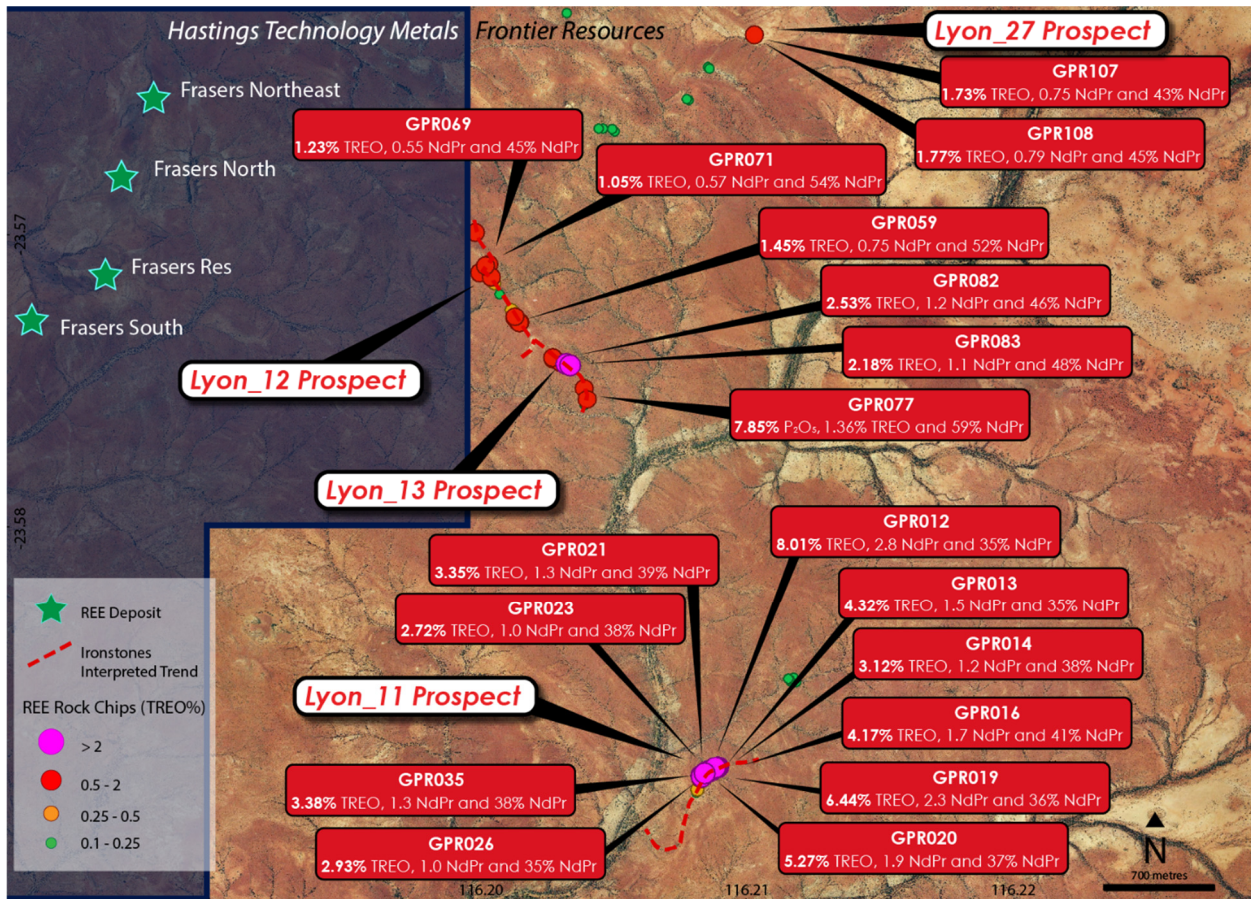 Hastings Technology Metals
Frontier Resources
Lyon_27 Prospect
Frasers Northeast
GPR107
1.73% TREO, 0.75 NdPr and 43% NdPr
GPR069
1.23% TREO, 0.55 NdPr and 45% NdPr
GPR108
1.77% TREO, 0.79 NdPr and 45% NdPr
Frasers North
GPR071
1.05% TREO, 0.57 NdPr and 54% NdPr
-23.57
GPR059
1.45% TREO, 0.75 NdPr and 52% NdPr
Frasers Res
GPR082
2.53% TREO, 1.2 NdPr and 46% NdPr
Frasers South
GPR083
2.18% TREO, 1.1 NdPr and 48% NdPr
Lyon_12 Prospect
GPR077
7.85% P₂O₅, 1.36% TREO and 59% NdPr
Lyon_13 Prospect
-23.58
GPR012
8.01% TREO, 2.8 NdPr and 35% NdPr
GPR021
3.35% TREO, 1.3 NdPr and 39% NdPr
GPR013
4.32% TREO, 1.5 NdPr and 35% NdPr
GPR023
2.72% TREO, 1.0 NdPr and 38% NdPr
GPR014
3.12% TREO, 1.2 NdPr and 38% NdPr
Lyon_11 Prospect
GPR016
4.17% TREO, 1.7 NdPr and 41% NdPr
GPR035
3.38% TREO, 1.3 NdPr and 38% NdPr
GPR019
6.44% TREO, 2.3 NdPr and 36% NdPr
GPR026
2.93% TREO, 1.0 NdPr and 35% NdPr
GPR020
5.27% TREO, 1.9 NdPr and 37% NdPr
REE Deposit
Ironstones
Interpreted Trend
REE Rock Chips (TREO%)
> 2
0.5 - 2
0.25 - 0.5
0.1 - 0.25
116.20
116.21
116.22
N
700 metres